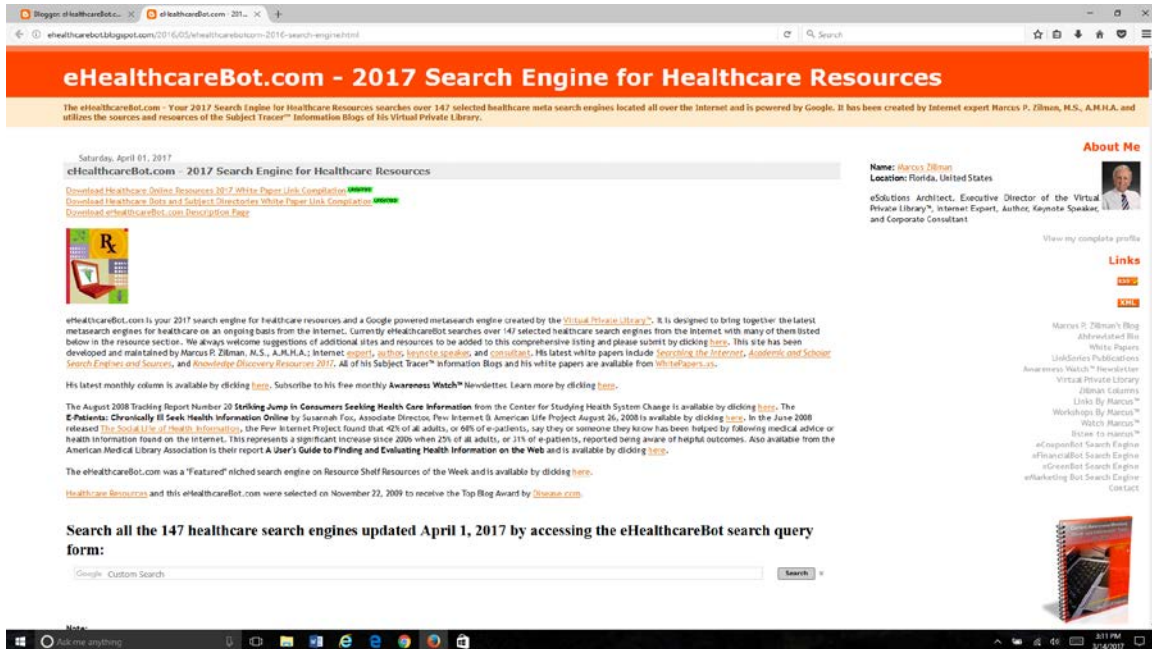 Blogger: eHealthcareBot.c...
eHealthcareBot.com - 201...
ehealthcarebot.blogspot.com/2016/05/ehealthcarebotcom-2016-search-engine.html
Search
eHealthcareBot.com - 2017 Search Engine for Healthcare Resources
The eHealthcareBot.com - Your 2017 Search Engine for Healthcare Resources searches over 147 selected healthcare meta search engines located all over the Internet and is powered by Google. It has been created by Internet expert Marcus P. Zillman, M.S., A.M.H.A. and
utilizes the sources and resources of the Subject Tracer™ Information Blogs of his Virtual Private Library.
Saturday, April 01, 2017
eHealthcareBot.com - 2017 Search Engine for Healthcare Resources
Download Healthcare Online Resources 2017 White Paper Link Compilation UPDATED
Download Healthcare Bots and Subject Directories White Paper Link Compilation UPDATED
Download eHealthcareBot.com Description Page
Rx
eHealthcareBot.com is your 2017 search engine for healthcare resources and a Google powered metasearch engine created by the Virtual Private Library™. It is designed to bring together the latest
metasearch engines for healthcare on an ongoing basis from the internet. Currently eHealthcareBot searches over 147 selected healthcare search engines from the internet with many of them listed
below in the resource section. We always welcome suggestions of additional sites and resources to be added to this comprehensive listing and please submit by clicking here. This site has been
developed and maintained by Marcus P. Zillman, M.S., A.M.H.A.; Internet expert, author, keynote speaker, and consultant. His latest white papers include Searching the Internet, Academic and Scholar
Search Engines and Sources, and Knowledge Discovery Resources 2017. All of his Subject Tracer™ Information Blogs and his white papers are available from WhitePapers.us.
His latest monthly column is available by clicking here. Subscribe to his free monthly Awareness Watch™ Newsletter. Learn more by clicking here.
The August 2008 Tracking Report Number 20 Striking Jump in Consumers Seeking Health Care Information from the Center for Studying Health System Change is available by clicking here. The
E-Patients: Chronically Ill Seek Health Information Online by Susannah Fox, Associate Director, Pew Internet & American Life Project August 26, 2008 is available by clicking here. In the June 2008
released The Social Life of Health Information, the Pew Internet Project found that 42% of all adults, or 60% of e-patients, say they or someone they know has been helped by following medical advice or
health information found on the internet. This represents a significant increase since 2006 when 25% of all adults, or 31% of e-patients, reported being aware of helpful outcomes. Also available from the
American Medical Library Association is their report A User's Guide to Finding and Evaluating Health Information on the Web and is available by clicking here.
The eHealthcareBot.com was a "Featured" niched search engine on Resource Shelf Resources of the Week and is available by clicking here.
Healthcare Resources and this eHealthcareBot.com were selected on November 22, 2009 to receive the Top Blog Award by Disease.com.
Search all the 147 healthcare search engines updated April 1, 2017 by accessing the eHealthcareBot search query
form:
Google Custom Search
Search
Note:
About Me
Name: Marcus Zillman
Location: Florida, United States
eSolutions Architect, Executive Director of the Virtual
Private Library™, Internet Expert, Author, Keynote Speaker,
and Corporate Consultant
View my complete profile
Links
RSS
XML
Marcus P. Zillman's Blog
Abbreviated Bio
White Papers
LinkSeries Publications
Awareness Watch™ Newsletter
Virtual Private Library
Zillman Columns
Links By Marcus™
Workshops By Marcus™
Watch Marcus™
listen to marcus™
eCouponBot Search Engine
eFinancialBot Search Engine
eGreenBot Search Engine
eMarketing Bot Search Engine
Contact
Ask me anything
3:11 PM
3/14/2017